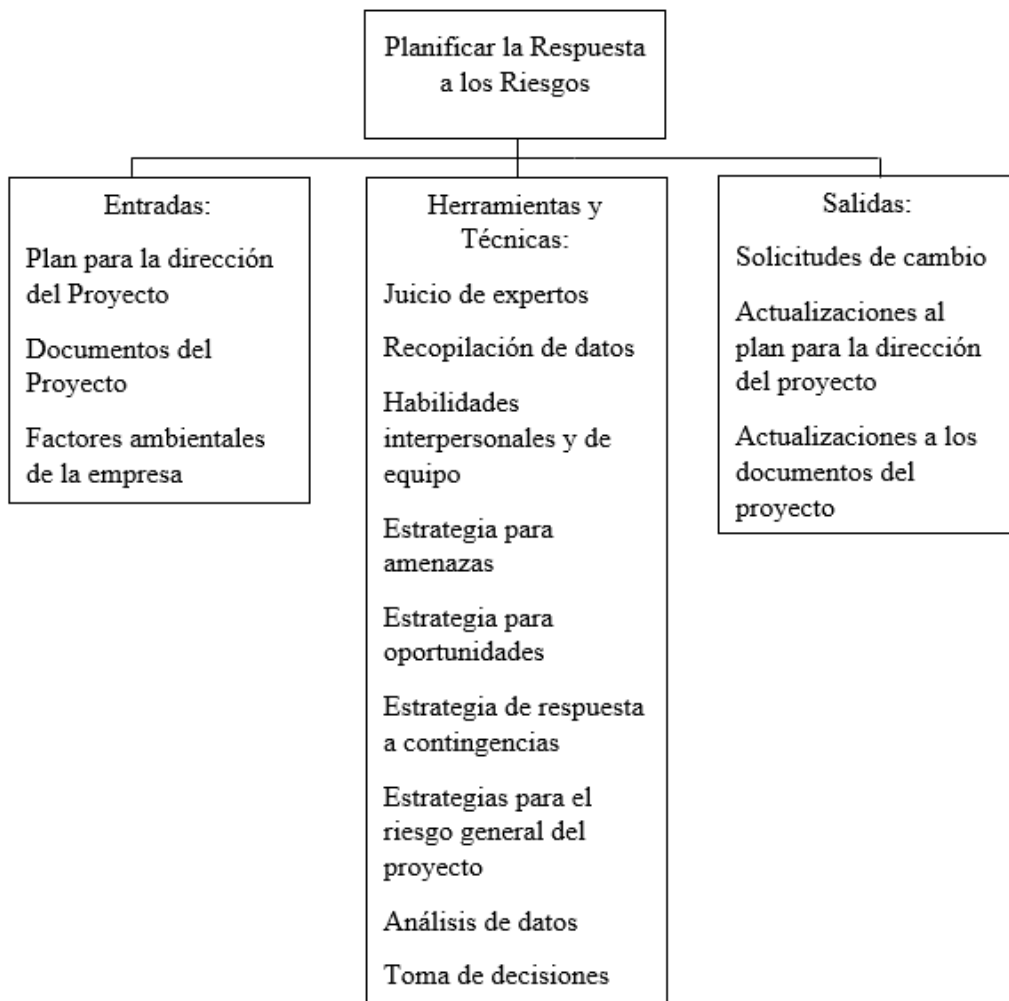 Planificar la Respuesta
a los Riesgos
Entradas:
Plan para la dirección
del Proyecto
Documentos del
Proyecto
Factores ambientales
de la empresa
Herramientas y
Técnicas:
Juicio de expertos
Recopilación de datos
Habilidades
interpersonales y de
equipo
Estrategia para
amenazas
Estrategia para
oportunidades
Estrategia de respuesta
a contingencias
Estrategias para el
riesgo general del
proyecto
Análisis de datos
Toma de decisiones
Salidas:
Solicitudes de cambio
Actualizaciones al
plan para la dirección
del proyecto
Actualizaciones a los
documentos del
proyecto